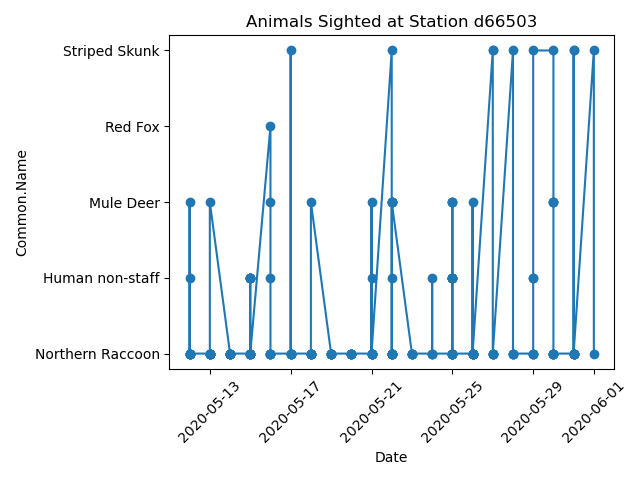 Animals Sighted at Station d66503
Striped Skunk
Red Fox
Mule Deer
Human non-staff
Northern Raccoon
Common.Name
2020-05-13
2020-05-17
2020-05-21
2020-05-25
2020-05-29
2020-06-01
Date